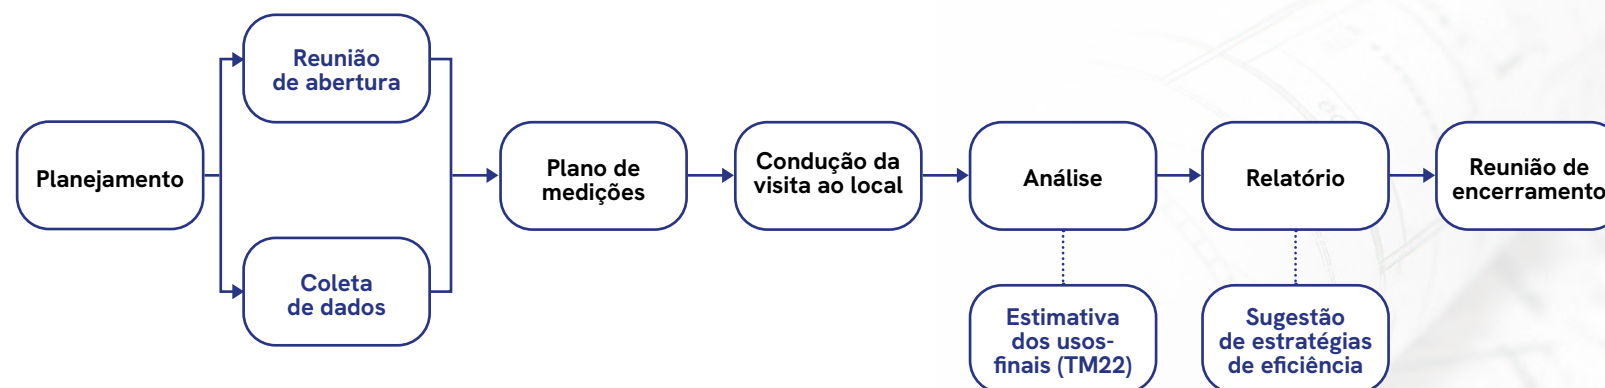 Planejamento
Reunião
de abertura
Coleta
de dados
Plano de
medições
Condução da
visita ao local
Análise
Estimativa
dos usos-
finais (TM22)
Relatório
Sugestão
de estratégias
de eficiência
Reunião de
encerramento